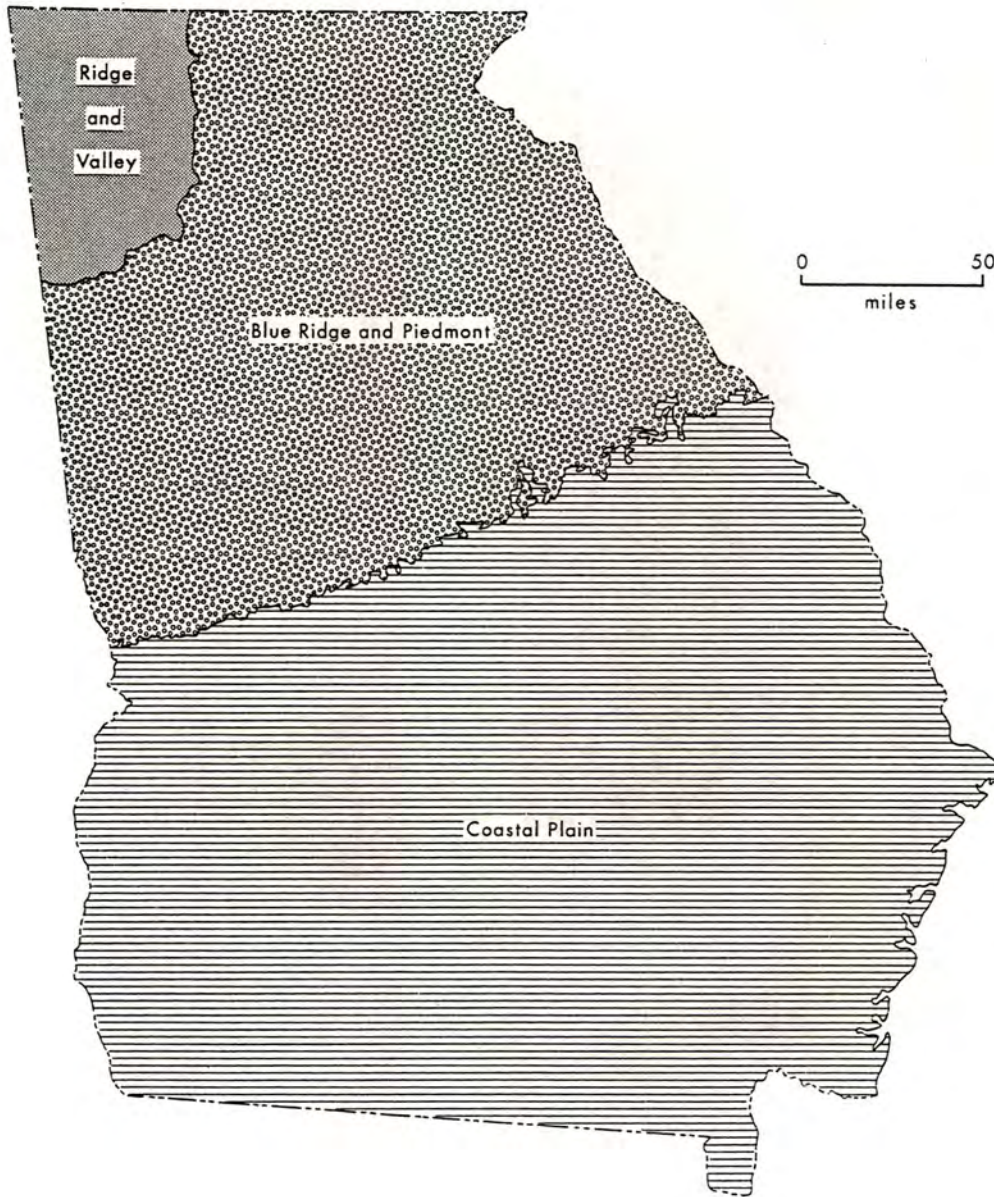 Ridge
and
Valley
0 50
miles
Blue Ridge and Piedmont
Coastal Plain